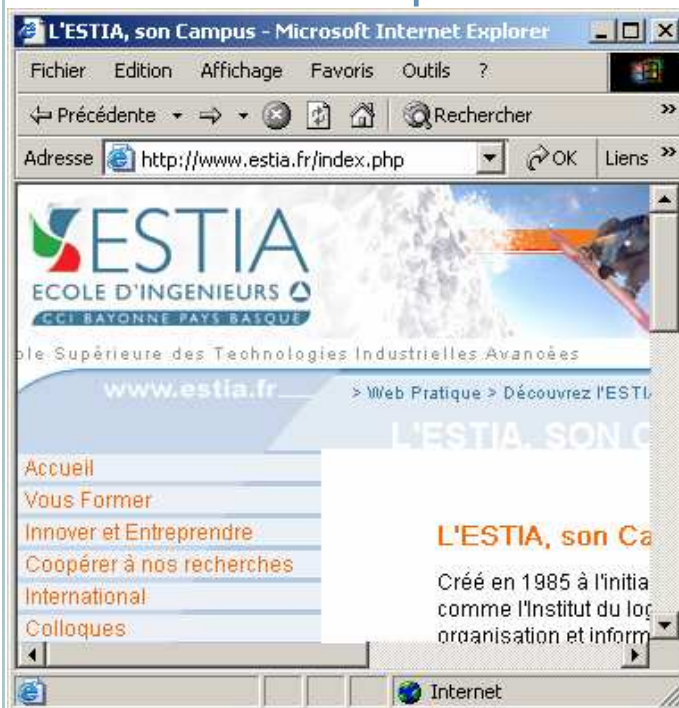 L'ESTIA, son Campus - Microsoft Internet Explorer
Fichier Edition Affichage Favoris Outils ?
Précédente Rechercher »
Adresse http://www.estia.fr/index.php OK Liens »
ESTIA
ECOLE D'INGENIEURS
CCI BAYONNE PAYS BASQUE
ole Supérieure des Technologies Industrielles Avancées
www.estia.fr > Web Pratique > Découvrez l'ESTI
L'ESTIA, SON C
Accueil
Vous Former
Innover et Entreprendre
Coopérer à nos recherches
International
Colloques
L'ESTIA, son Ca
Créé en 1985 à l'initia
comme l'Institut du log
organisation et inform
Internet